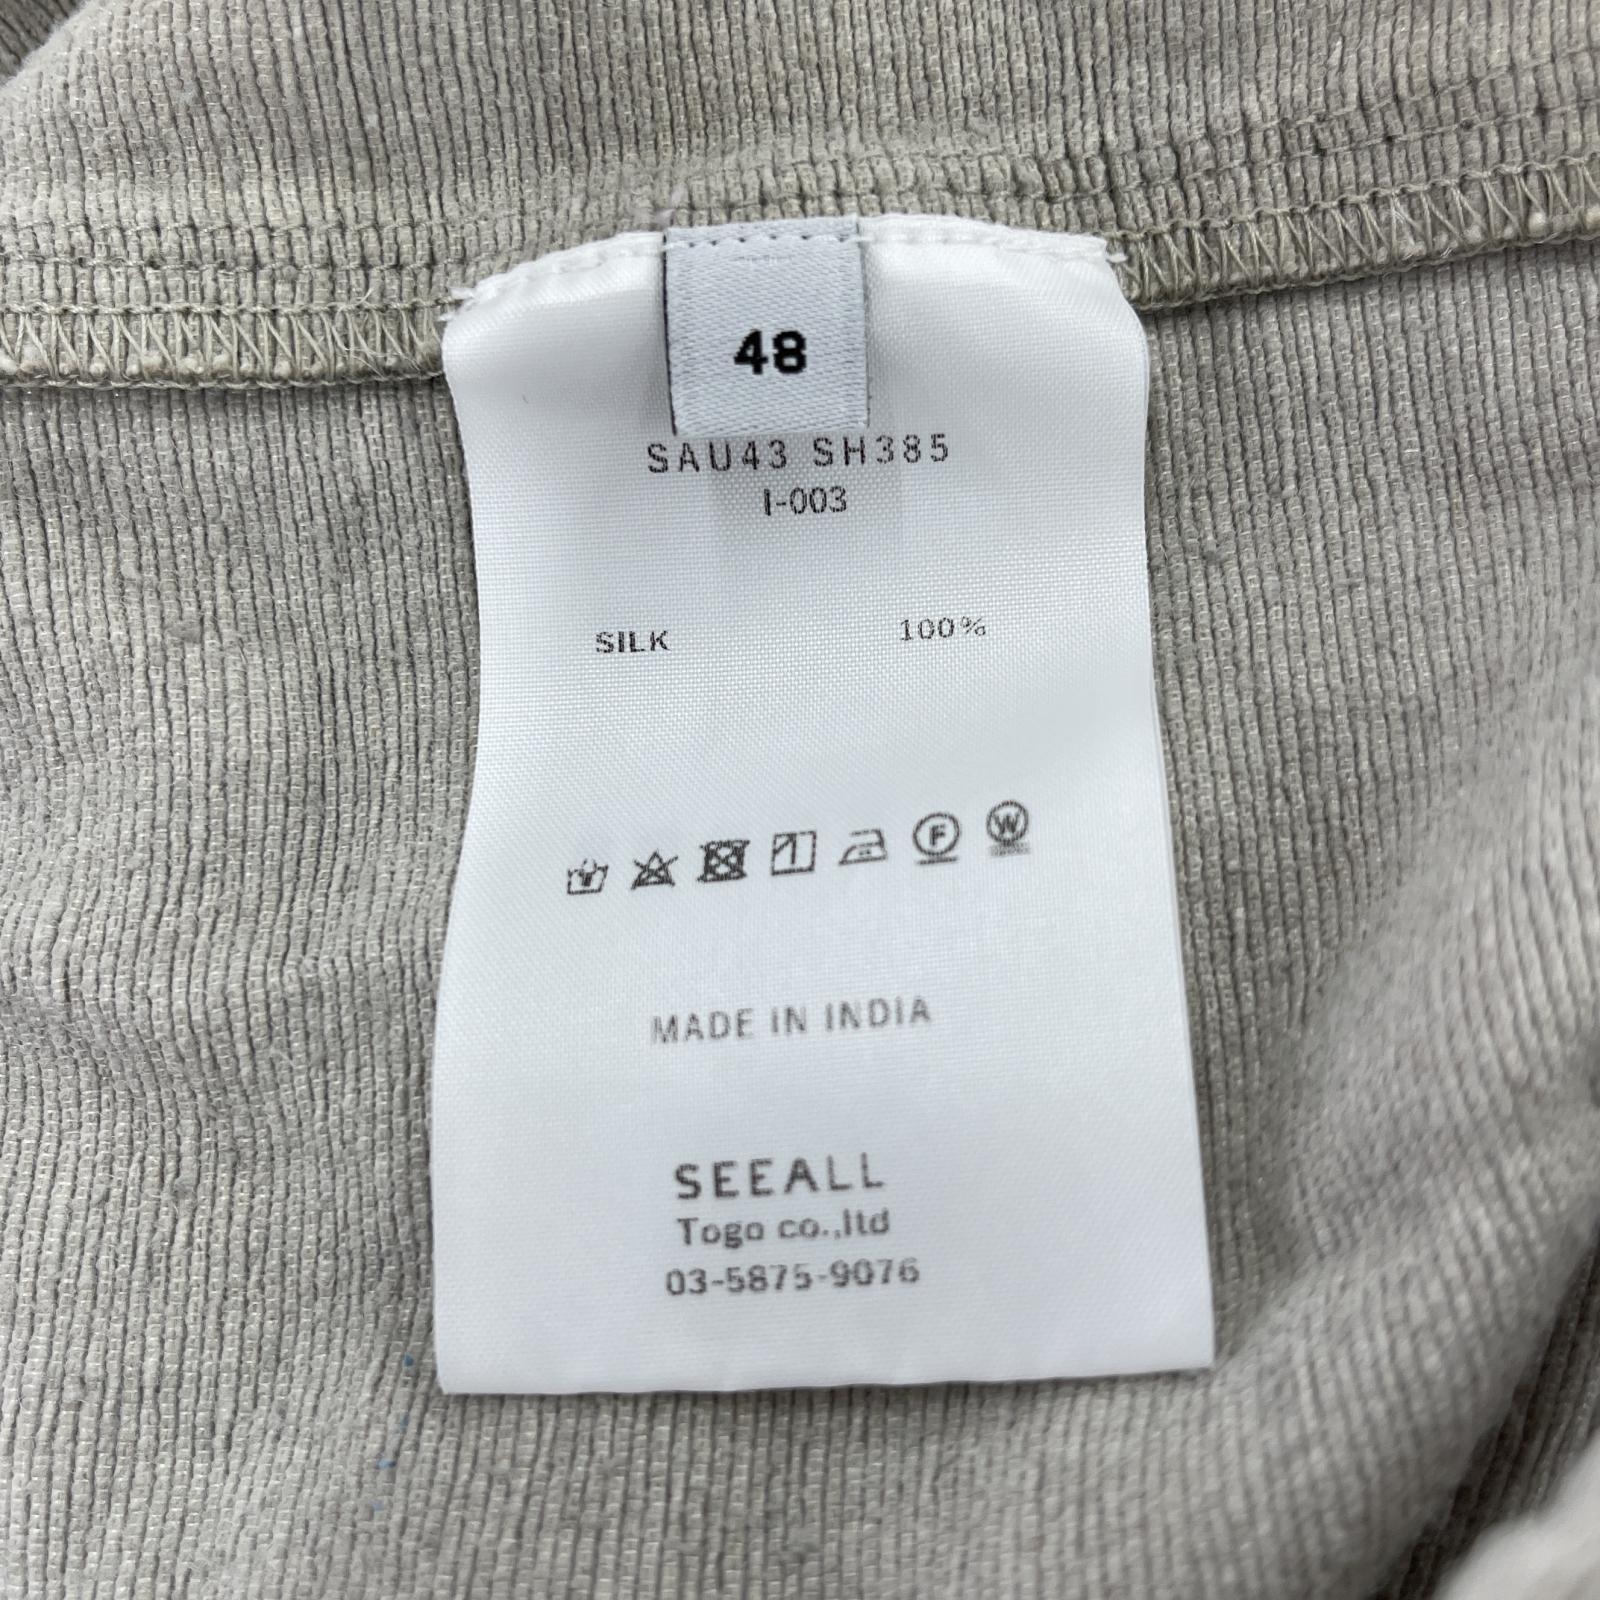 48
SAU43 SH385
I-003
SILK 100%
F W
MADE IN INDIA
SEEALL
Togo co.,ltd
03-5875-9076